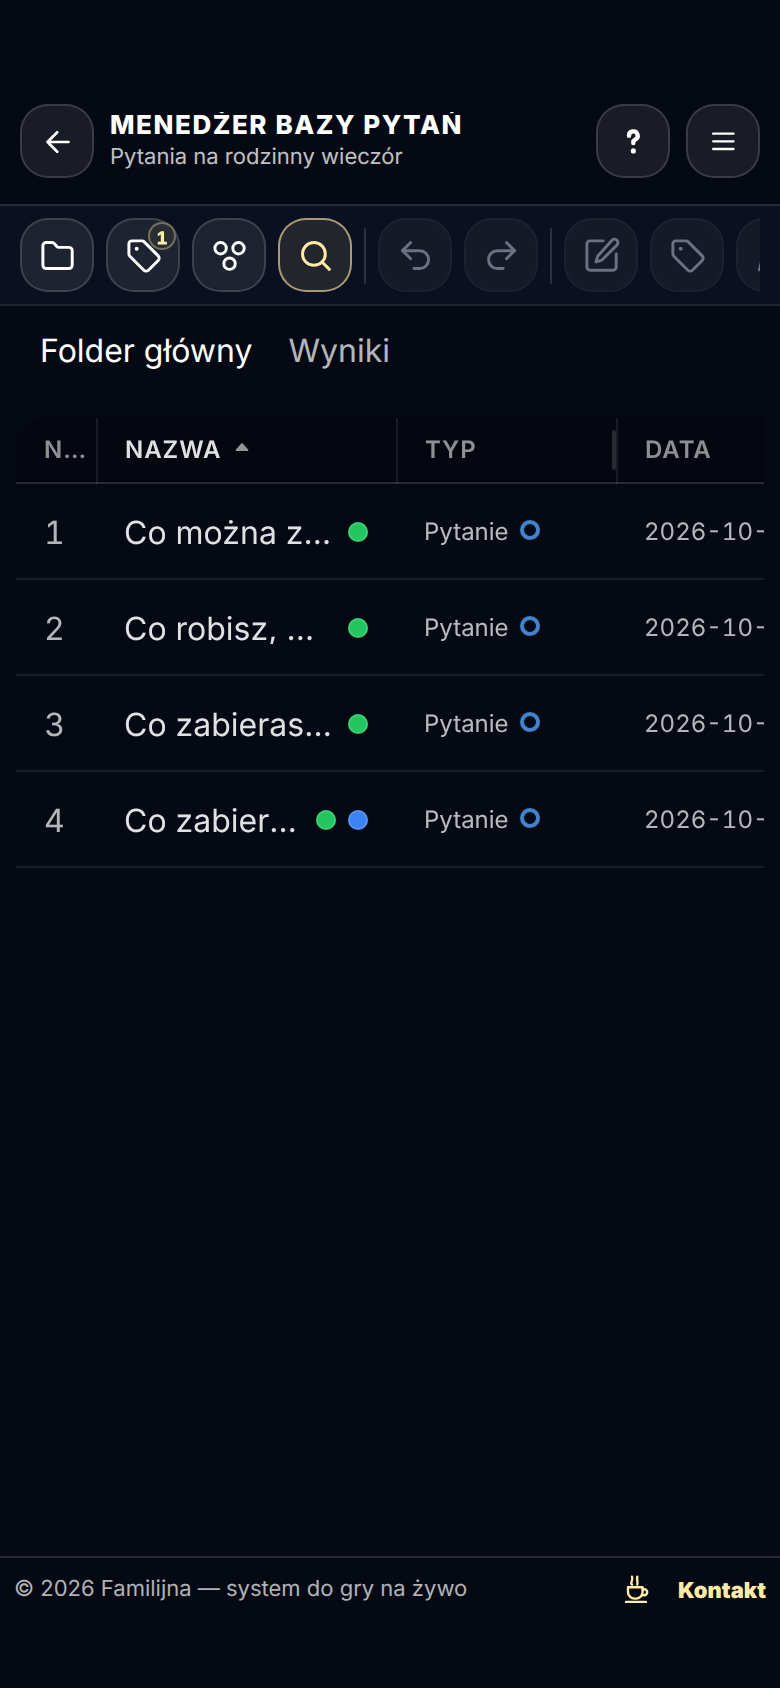 MENEDŻER BAZY PYTAŃ
Pytania na rodzinny wieczór
?
1
Folder główny Wyniki
N... NAZWA TYP DATA
1 Co można z... Pytanie 2026-10-
2 Co robisz, ... Pytanie 2026-10-
3 Co zabieras... Pytanie 2026-10-
4 Co zabier... Pytanie 2026-10-
© 2026 Familijna — system do gry na żywo Kontakt